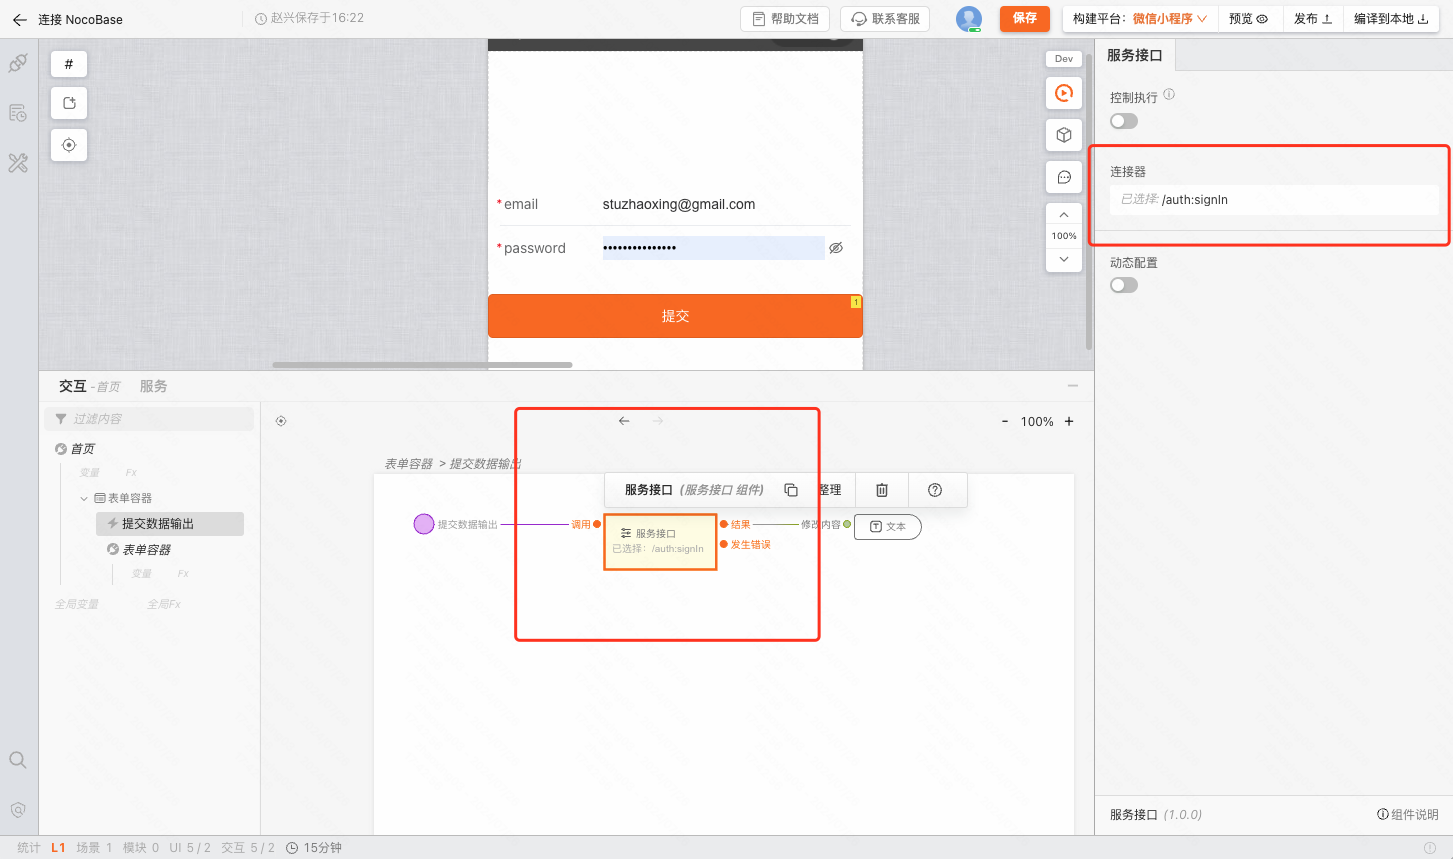 连接 NocoBase
赵兴保存于16:22
帮助文档
联系客服
保存
构建平台: 微信小程序
预览
发布
编译到本地
#
Dev
100%
*email
stuzhaoxing@gmail.com
*password
•••••••••••••••
提交
1
服务接口
控制执行
连接器
已选择: /auth:signIn
动态配置
交互 -首页
服务
过滤内容
首页
变量 Fx
表单容器
提交数据输出
表单容器
变量 Fx
全局变量 全局Fx
- 100% +
表单容器 > 提交数据输出
服务接口 (服务接口 组件)
整理
提交数据输出
调用
服务接口
已选择: /auth:signIn
结果
发生错误
修改内容
文本
服务接口 (1.0.0)
组件说明
统计 L1 场景 1 模块 0 UI 5 / 2 交互 5 / 2 15分钟